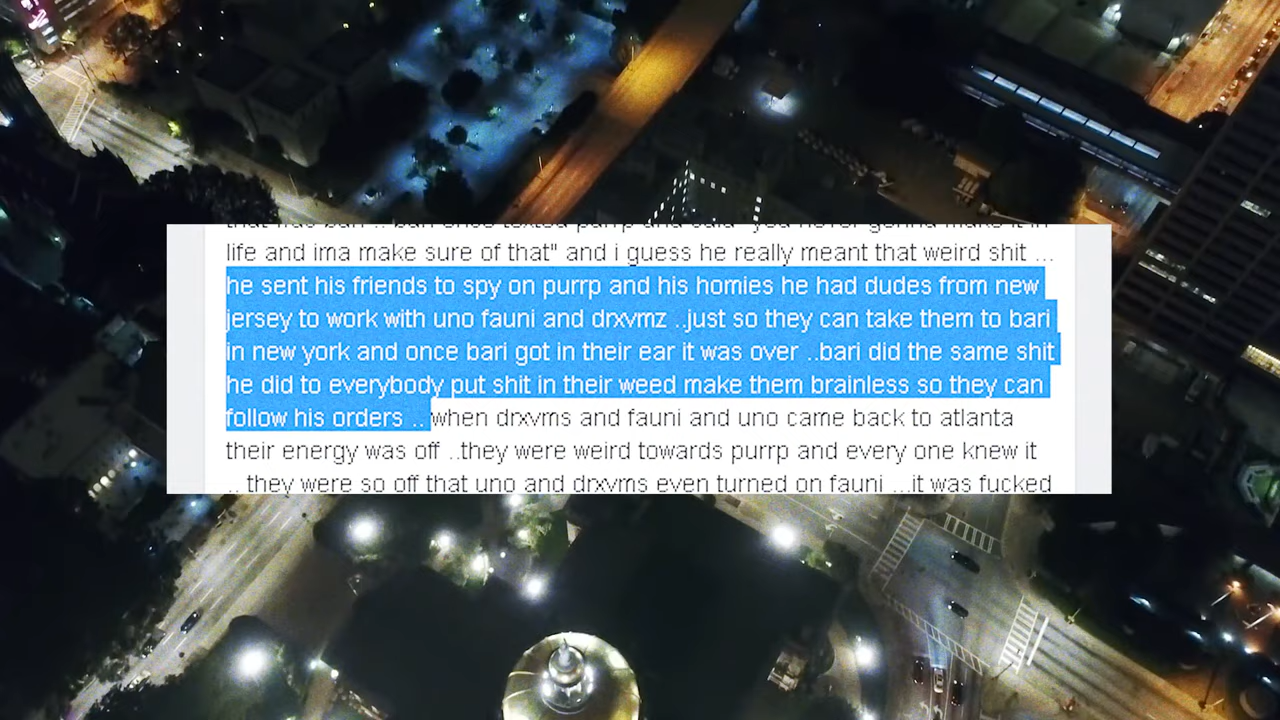 life and ima make sure of that" and i guess he really meant that weird shit ...
he sent his friends to spy on purrp and his homies he had dudes from new
jersey to work with uno fauni and drxvmz ..just so they can take them to bari
in new york and once bari got in their ear it was over ..bari did the same shit
he did to everybody put shit in their weed make them brainless so they can
follow his orders .. when drxvms and fauni and uno came back to atlanta
their energy was off ..they were weird towards purrp and every one knew it
.. they were so off that uno and drxvms even turned on fauni ...it was fucked